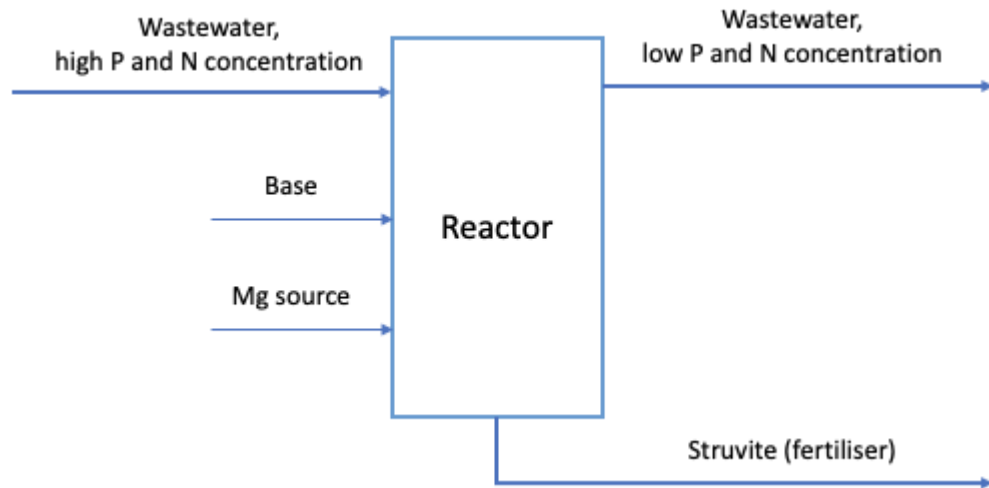 Wastewater,
high P and N concentration
Wastewater,
low P and N concentration
Base
Reactor
Mg source
Struvite (fertiliser)